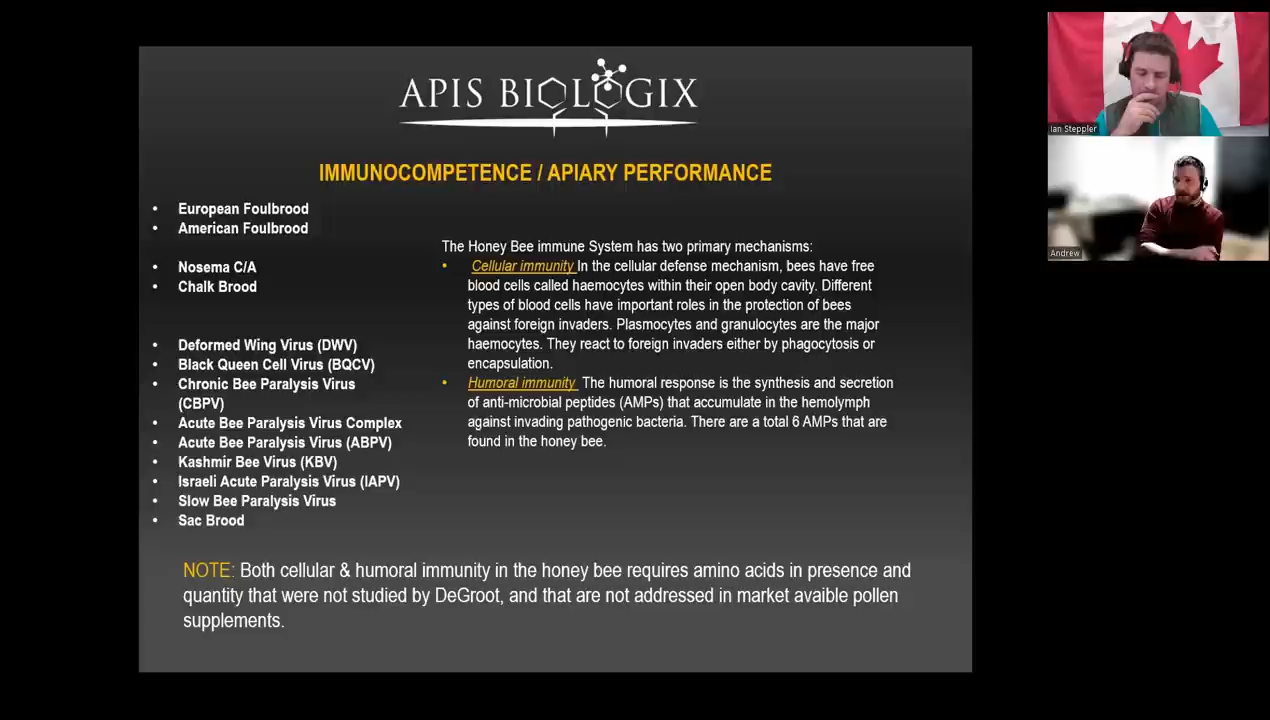 APIS BIOLOGIX
IMMUNOCOMPETENCE / APIARY PERFORMANCE
• European Foulbrood
• American Foulbrood
• Nosema C/A
• Chalk Brood
• Deformed Wing Virus (DWV)
• Black Queen Cell Virus (BQCV)
• Chronic Bee Paralysis Virus
(CBPV)
• Acute Bee Paralysis Virus Complex
• Acute Bee Paralysis Virus (ABPV)
• Kashmir Bee Virus (KBV)
• Israeli Acute Paralysis Virus (IAPV)
• Slow Bee Paralysis Virus
• Sac Brood
The Honey Bee immune System has two primary mechanisms:
• Cellular immunity In the cellular defense mechanism, bees have free
blood cells called haemocytes within their open body cavity. Different
types of blood cells have important roles in the protection of bees
against foreign invaders. Plasmocytes and granulocytes are the major
haemocytes. They react to foreign invaders either by phagocytosis or
encapsulation.
• Humoral immunity The humoral response is the synthesis and secretion
of anti-microbial peptides (AMPs) that accumulate in the hemolymph
against invading pathogenic bacteria. There are a total 6 AMPs that are
found in the honey bee.
NOTE: Both cellular & humoral immunity in the honey bee requires amino acids in presence and
quantity that were not studied by DeGroot, and that are not addressed in market avaible pollen
supplements.
Ian Steppler
Andrew